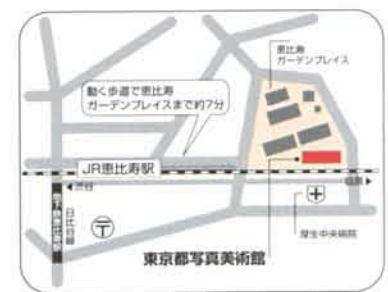 恵比寿
ガーデンプレイス
動く歩道で恵比寿
ガーデンプレイスまで約7分
JR恵比寿駅
渋谷
目黒
地下鉄恵比寿駅
日比谷線
厚生中央病院
東京都写真美術館